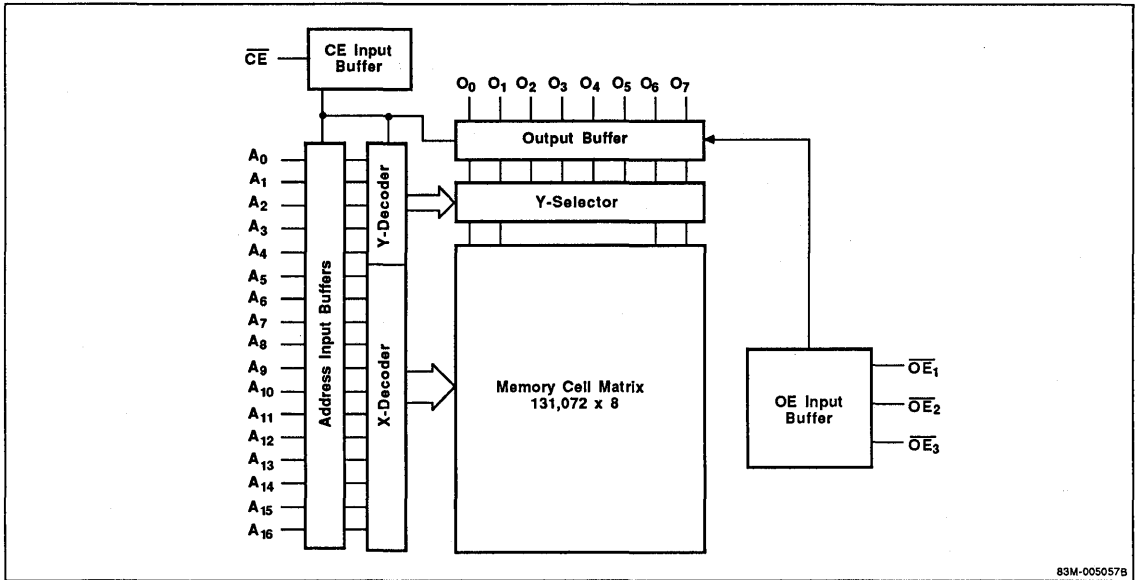 CE
CE Input
Buffer
O0 O1 O2 O3 O4 O5 O6 O7
Output Buffer
Y-Selector
A0
A1
A2
A3
A4
A5
A6
A7
A8
A9
A10
A11
A12
A13
A14
A15
A16
Address Input Buffers
Y-Decoder
X-Decoder
Memory Cell Matrix
131,072 x 8
OE Input
Buffer
OE1
OE2
OE3
83M-005057B